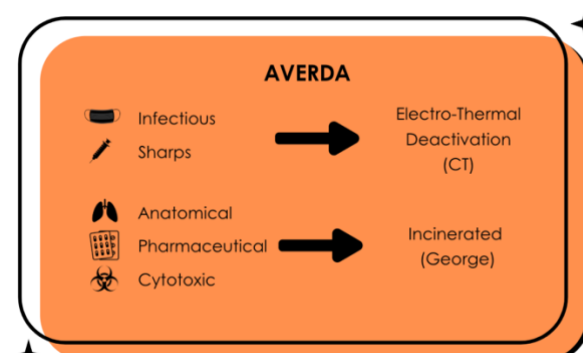 AVERDA
Infectious
Sharps
Electro-Thermal
Deactivation
(CT)
Anatomical
Pharmaceutical
Cytotoxic
Incinerated
(George)